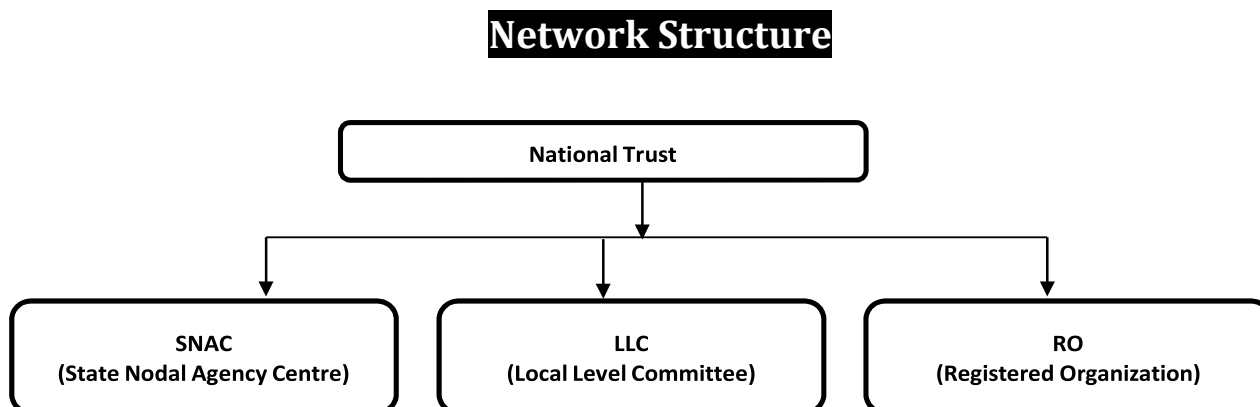 Network Structure
National Trust
SNAC
(State Nodal Agency Centre)
LLC
(Local Level Committee)
RO
(Registered Organization)